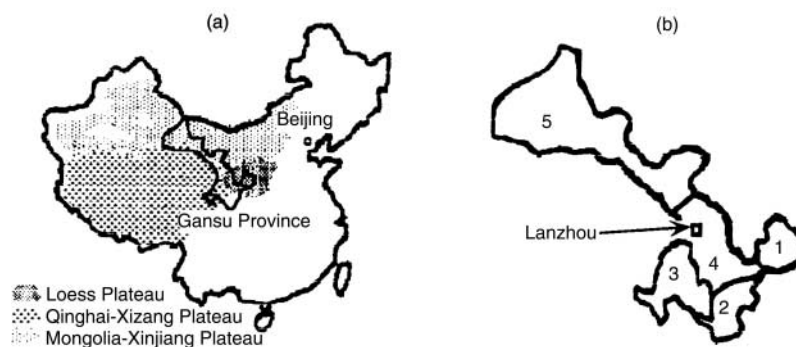 (a)
Beijing
Gansu Province
Loess Plateau
Qinghai-Xizang Plateau
Mongolia-Xinjiang Plateau
(b)
5
Lanzhou
1
4
3
2